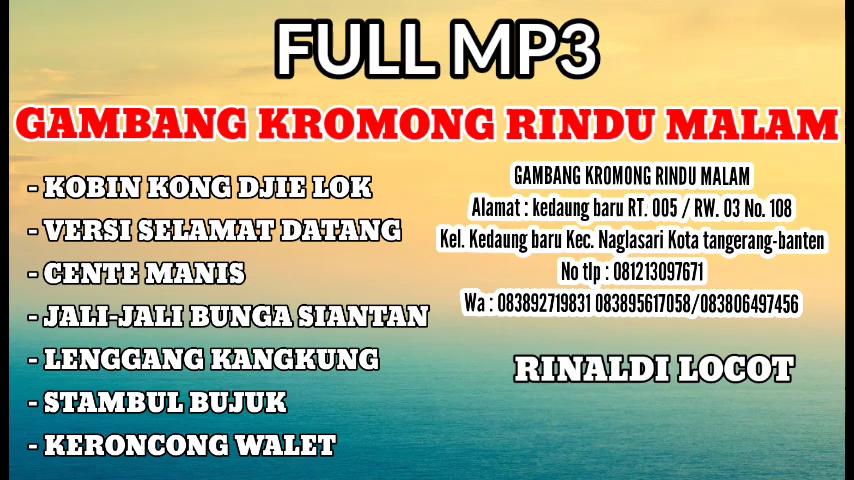 FULL MP3
GAMBANG KROMONG RINDU MALAM
- KOBIN KONG DJIE LOK
- VERSI SELAMAT DATANG
- CENTE MANIS
- JALI-JALI BUNGA SIANTAN
- LENGGANG KANGKUNG
- STAMBUL BUJUK
- KERONCONG WALET
GAMBANG KROMONG RINDU MALAM
Alamat : kedaung baru RT. 005 / RW. 03 No. 108
Kel. Kedaung baru Kec. Naglasari Kota tangerang-banten
No tlp : 081213097671
Wa : 083892719831 083895617058/083806497456
RINALDI LOCOT